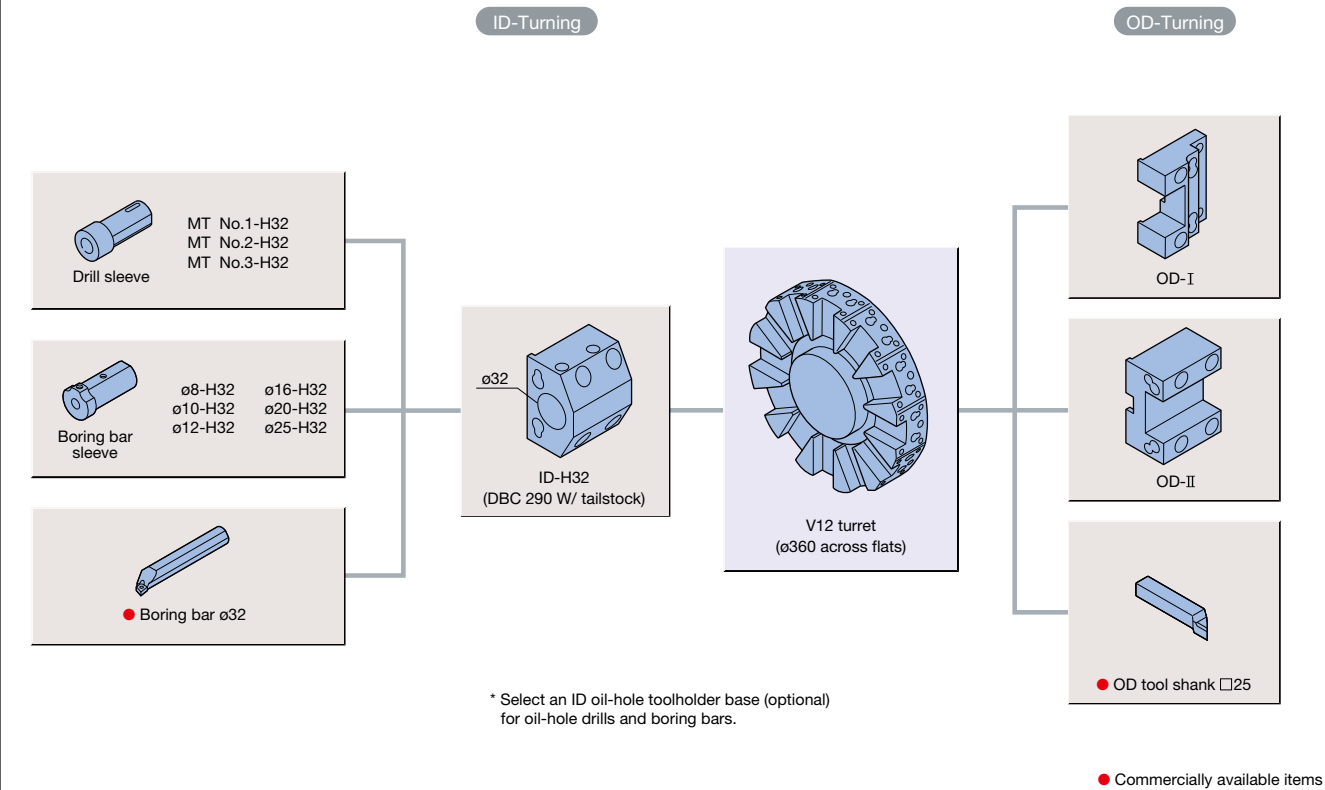 ID-Turning
OD-Turning
Drill sleeve
MT No.1-H32
MT No.2-H32
MT No.3-H32
Boring bar
sleeve
ø8-H32 ø16-H32
ø10-H32 ø20-H32
ø12-H32 ø25-H32
● Boring bar ø32
ø32
ID-H32
(DBC 290 W/ tailstock)
V12 turret
(ø360 across flats)
OD-Ⅰ
OD-Ⅱ
● OD tool shank □25
* Select an ID oil-hole toolholder base (optional)
for oil-hole drills and boring bars.
● Commercially available items